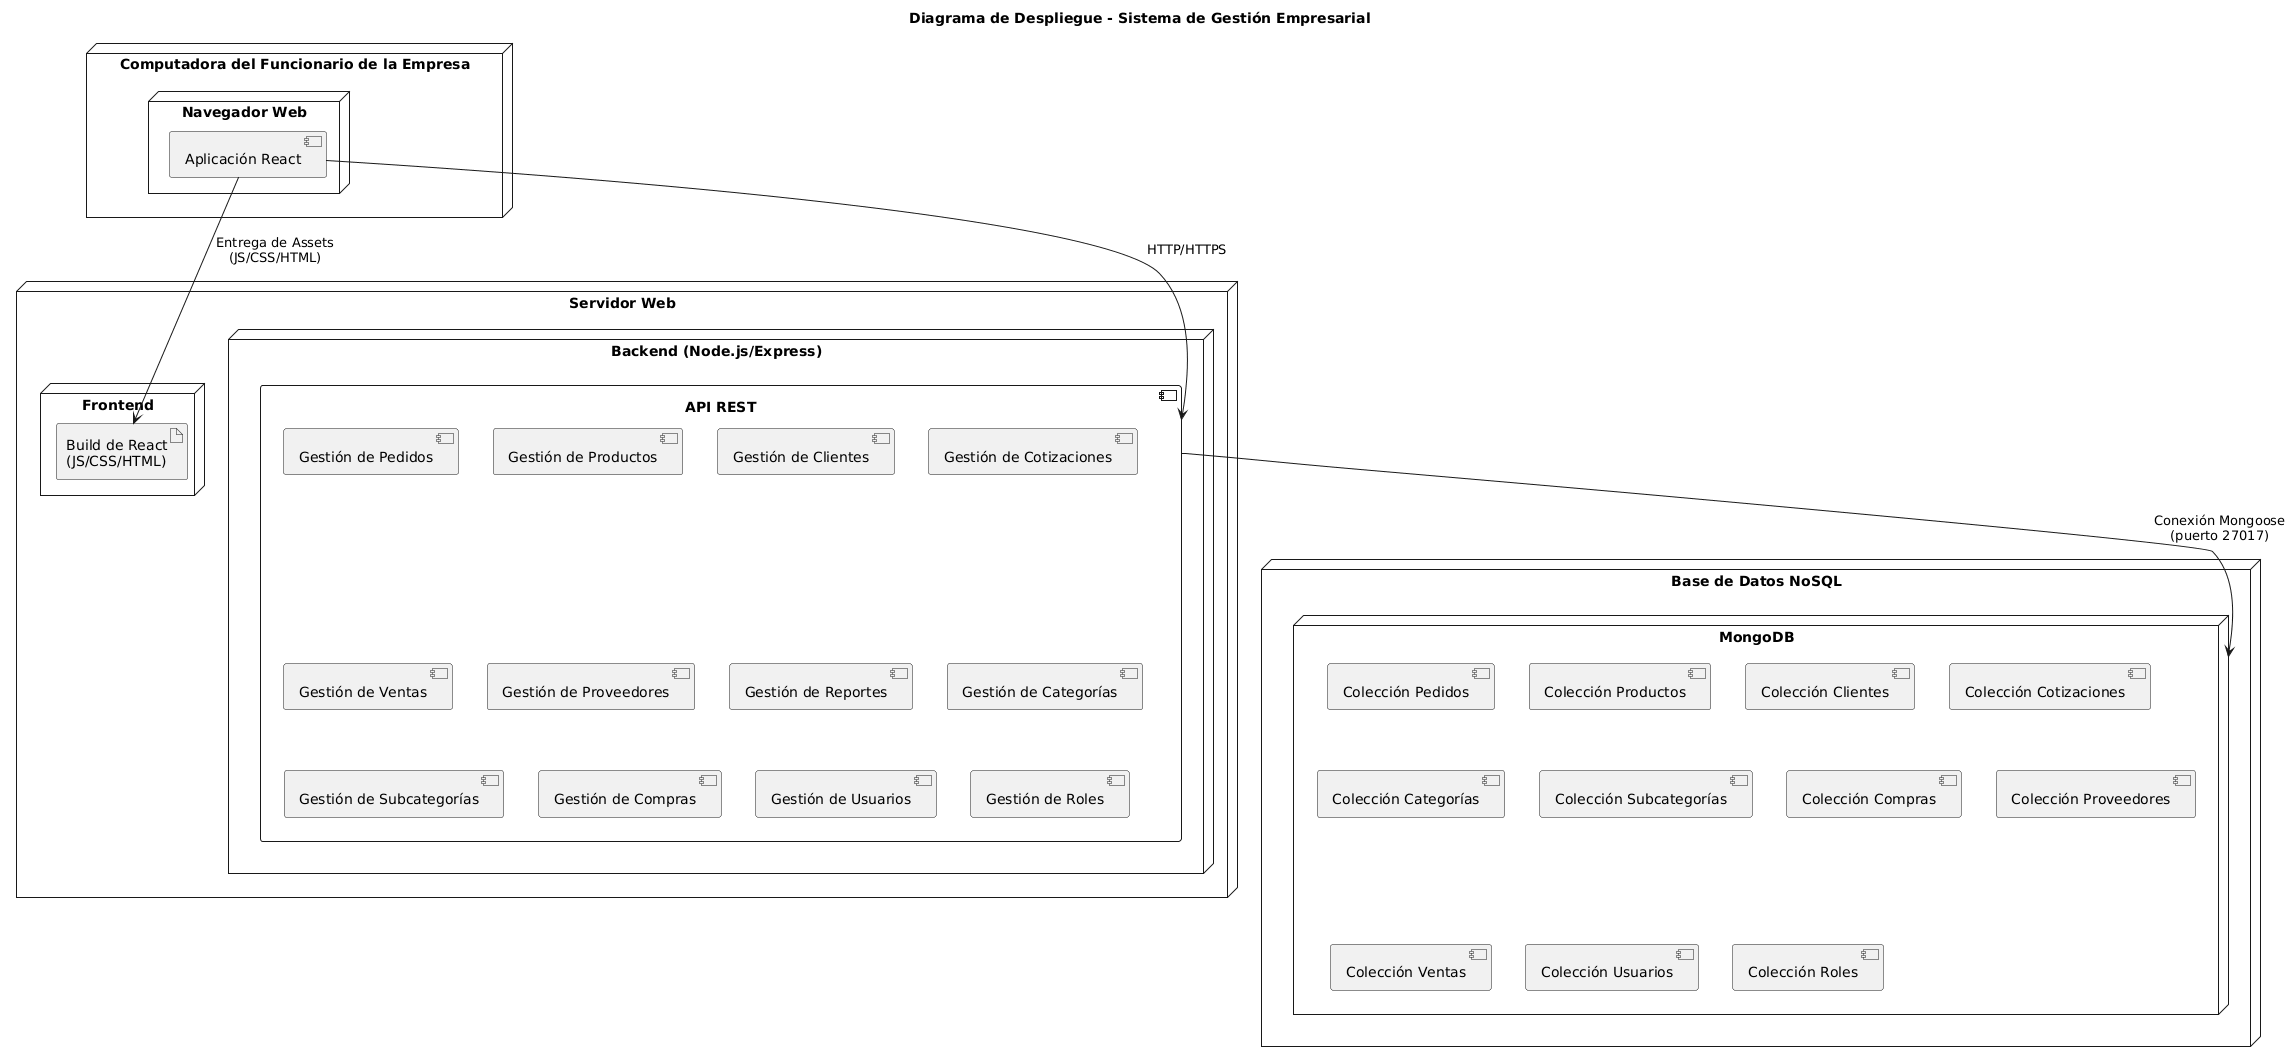 Diagrama de Despliegue - Sistema de Gestión Empresarial
Computadora del Funcionario de la Empresa
Navegador Web
Aplicación React
Entrega de Assets
(JS/CSS/HTML)
HTTP/HTTPS
Servidor Web
Frontend
Build de React
(JS/CSS/HTML)
Backend (Node.js/Express)
API REST
Gestión de Pedidos
Gestión de Productos
Gestión de Clientes
Gestión de Cotizaciones
Gestión de Ventas
Gestión de Proveedores
Gestión de Reportes
Gestión de Categorías
Gestión de Subcategorías
Gestión de Compras
Gestión de Usuarios
Gestión de Roles
Conexión Mongoose
(puerto 27017)
Base de Datos NoSQL
MongoDB
Colección Pedidos
Colección Productos
Colección Clientes
Colección Cotizaciones
Colección Categorías
Colección Subcategorías
Colección Compras
Colección Proveedores
Colección Ventas
Colección Usuarios
Colección Roles